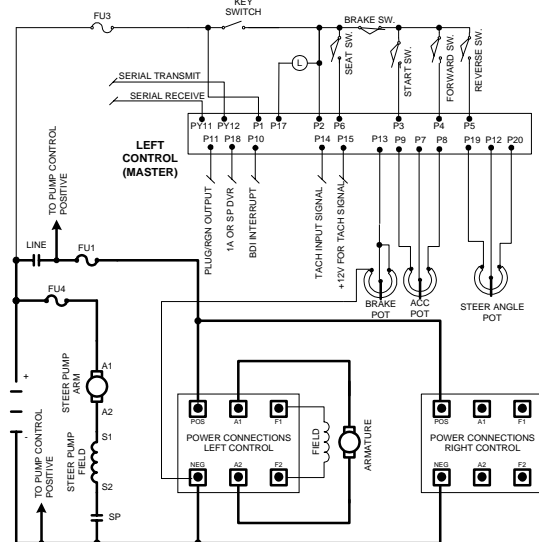 KEY
SWITCH
FU3
BRAKE SW.
SEAT SW.
START SW.
FORWARD SW.
REVERSE SW.
L
SERIAL TRANSMIT
SERIAL RECEIVE
PY11 PY12 P1 P17 P2 P6 P3 P4 P5
P11 P18 P10 P14 P15 P13 P9 P7 P8 P19 P12 P20
LEFT
CONTROL
(MASTER)
PLUG/RGN OUTPUT
1A OR SP DVR
BDI INTERRUPT
TACH INPUT SIGNAL
+12V FOR TACH SIGNAL
TO PUMP CONTROL
POSITIVE
LINE
FU1
FU4
BRAKE
POT
ACC
POT
STEER ANGLE
POT
+
-
STEER PUMP
ARM
A1
A2
STEER PUMP
FIELD
S1
S2
SP
TO PUMP CONTROL
POSITIVE
POS A1 F1
POWER CONNECTIONS
LEFT CONTROL
NEG A2 F2
FIELD
ARMATURE
POS A1 F1
POWER CONNECTIONS
RIGHT CONTROL
NEG A2 F2